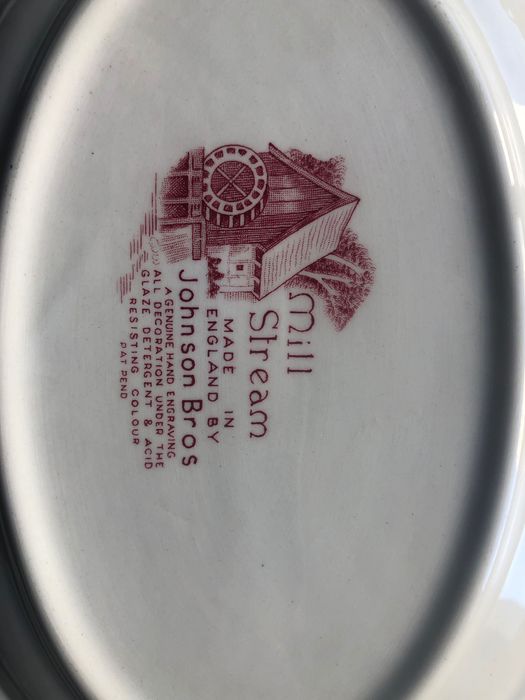 Mill
Stream
MADE IN
ENGLAND BY
Johnson Bros
A GENUINE HAND ENGRAVING
ALL DECORATION UNDER THE
GLAZE DETERGENT & ACID
RESISTING COLOUR
PAT PEND